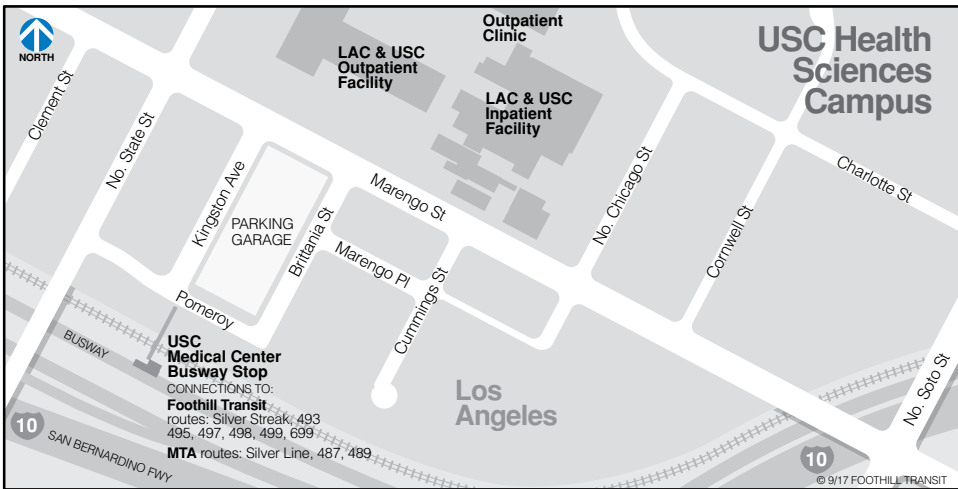 NORTH
Outpatient
Clinic
LAC & USC
Outpatient
Facility
LAC & USC
Inpatient
Facility
USC Health
Sciences
Campus
Clement St
No. State St
Kingston Ave
PARKING
GARAGE
Brittania St
Marengo St
Marengo Pl
Cummings St
No. Chicago St
Cornwell St
Charlotte St
Pomeroy
BUSWAY
USC
Medical Center
Busway Stop
CONNECTIONS TO:
Foothill Transit
routes: Silver Streak, 493
495, 497, 498, 499, 699
MTA routes: Silver Line, 487, 489
Los
Angeles
No. Soto St
10
SAN BERNARDINO FWY
10
© 9/17 FOOTHILL TRANSIT